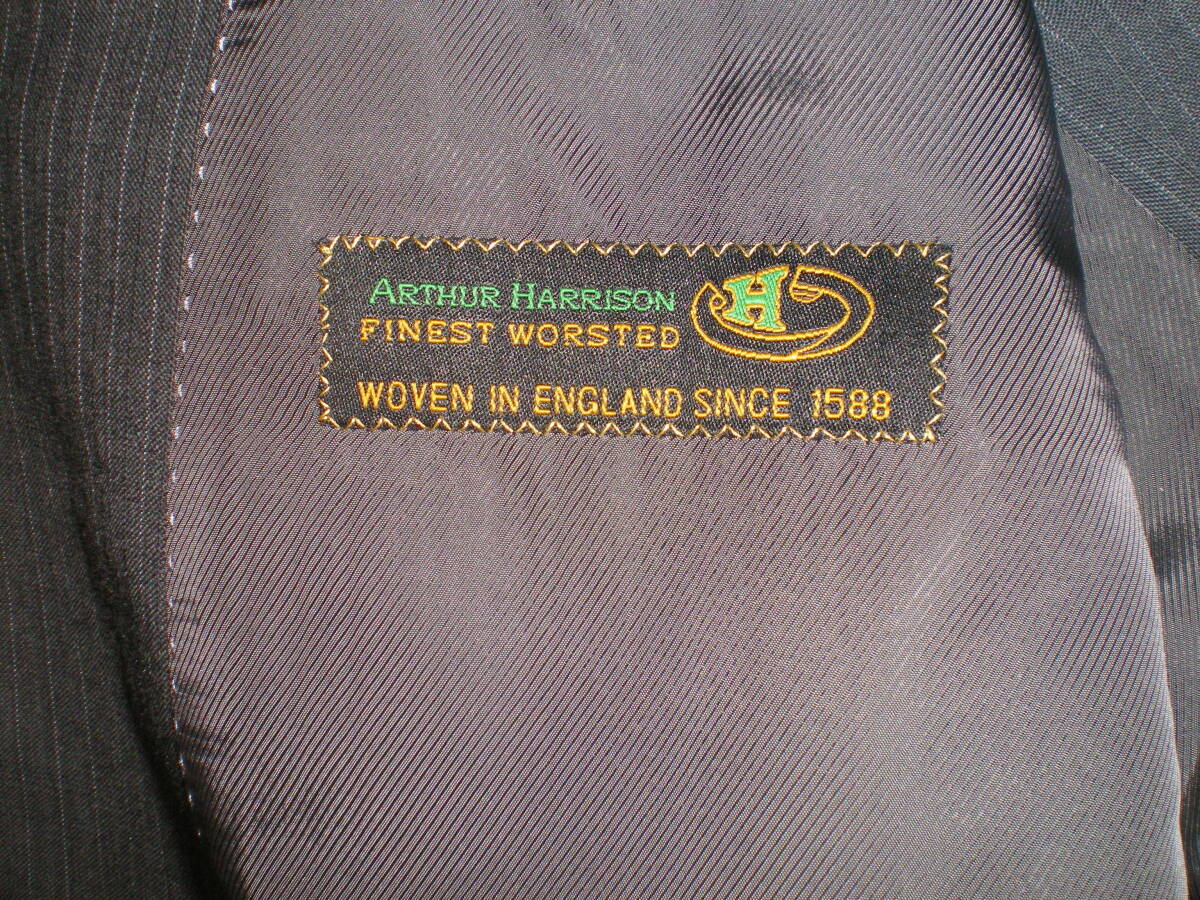 ARTHUR HARRISON
FINEST WORSTED
H
WOVEN IN ENGLAND SINCE 1588